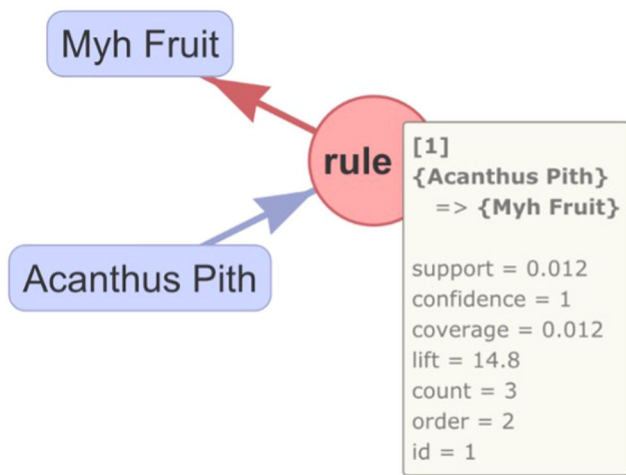 Myh Fruit
rule
Acanthus Pith
[1]
{Acanthus Pith}
=> {Myh Fruit}
support = 0.012
confidence = 1
coverage = 0.012
lift = 14.8
count = 3
order = 2
id = 1